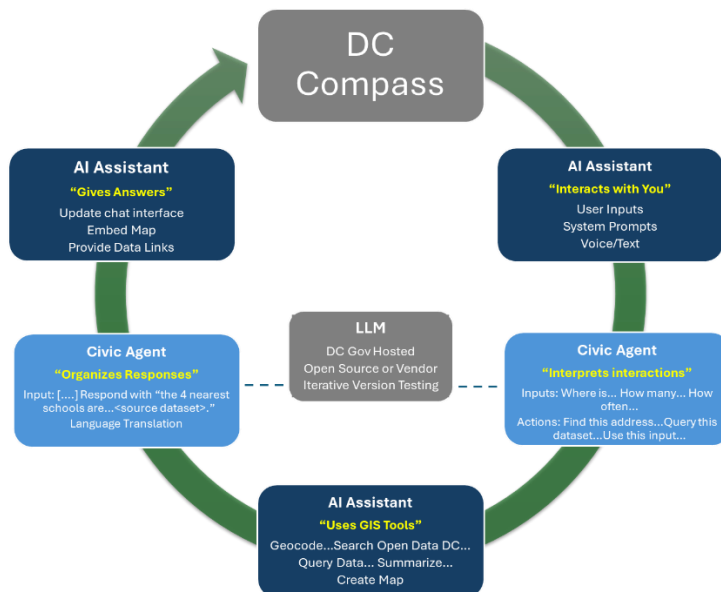 DC
Compass
AI Assistant
“Gives Answers”
Update chat interface
Embed Map
Provide Data Links
AI Assistant
“Interacts with You”
User Inputs
System Prompts
Voice/Text
Civic Agent
“Organizes Responses”
Input: [....] Respond with “the 4 nearest
schools are...<source dataset>.”
Language Translation
LLM
DC Gov Hosted
Open Source or Vendor
Iterative Version Testing
Civic Agent
“Interprets interactions”
Inputs: Where is... How many... How
often...
Actions: Find this address...Query this
dataset...Use this input...
AI Assistant
“Uses GIS Tools”
Geocode...Search Open Data DC...
Query Data... Summarize...
Create Map